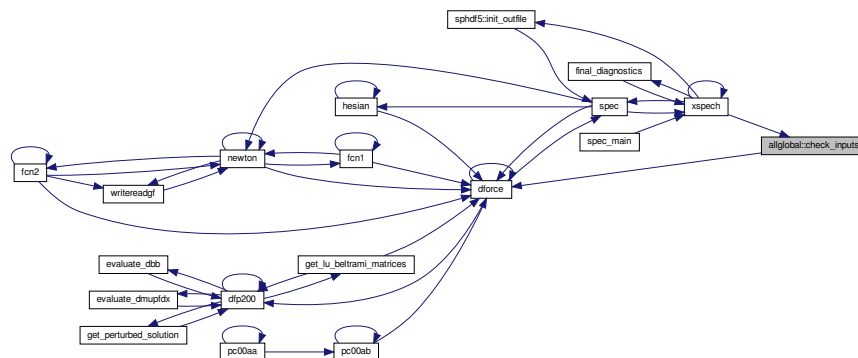 sphdf5::init_outfile
final_diagnostics
hesian
spec
xspech
spec_main
allglobal::check_inputs
newton
fcn1
fcn2
writereadgf
dforce
evaluate_dbb
get_lu_beltrami_matrices
evaluate_dmupfdx
dfp200
get_perturbed_solution
pc00aa
pc00ab